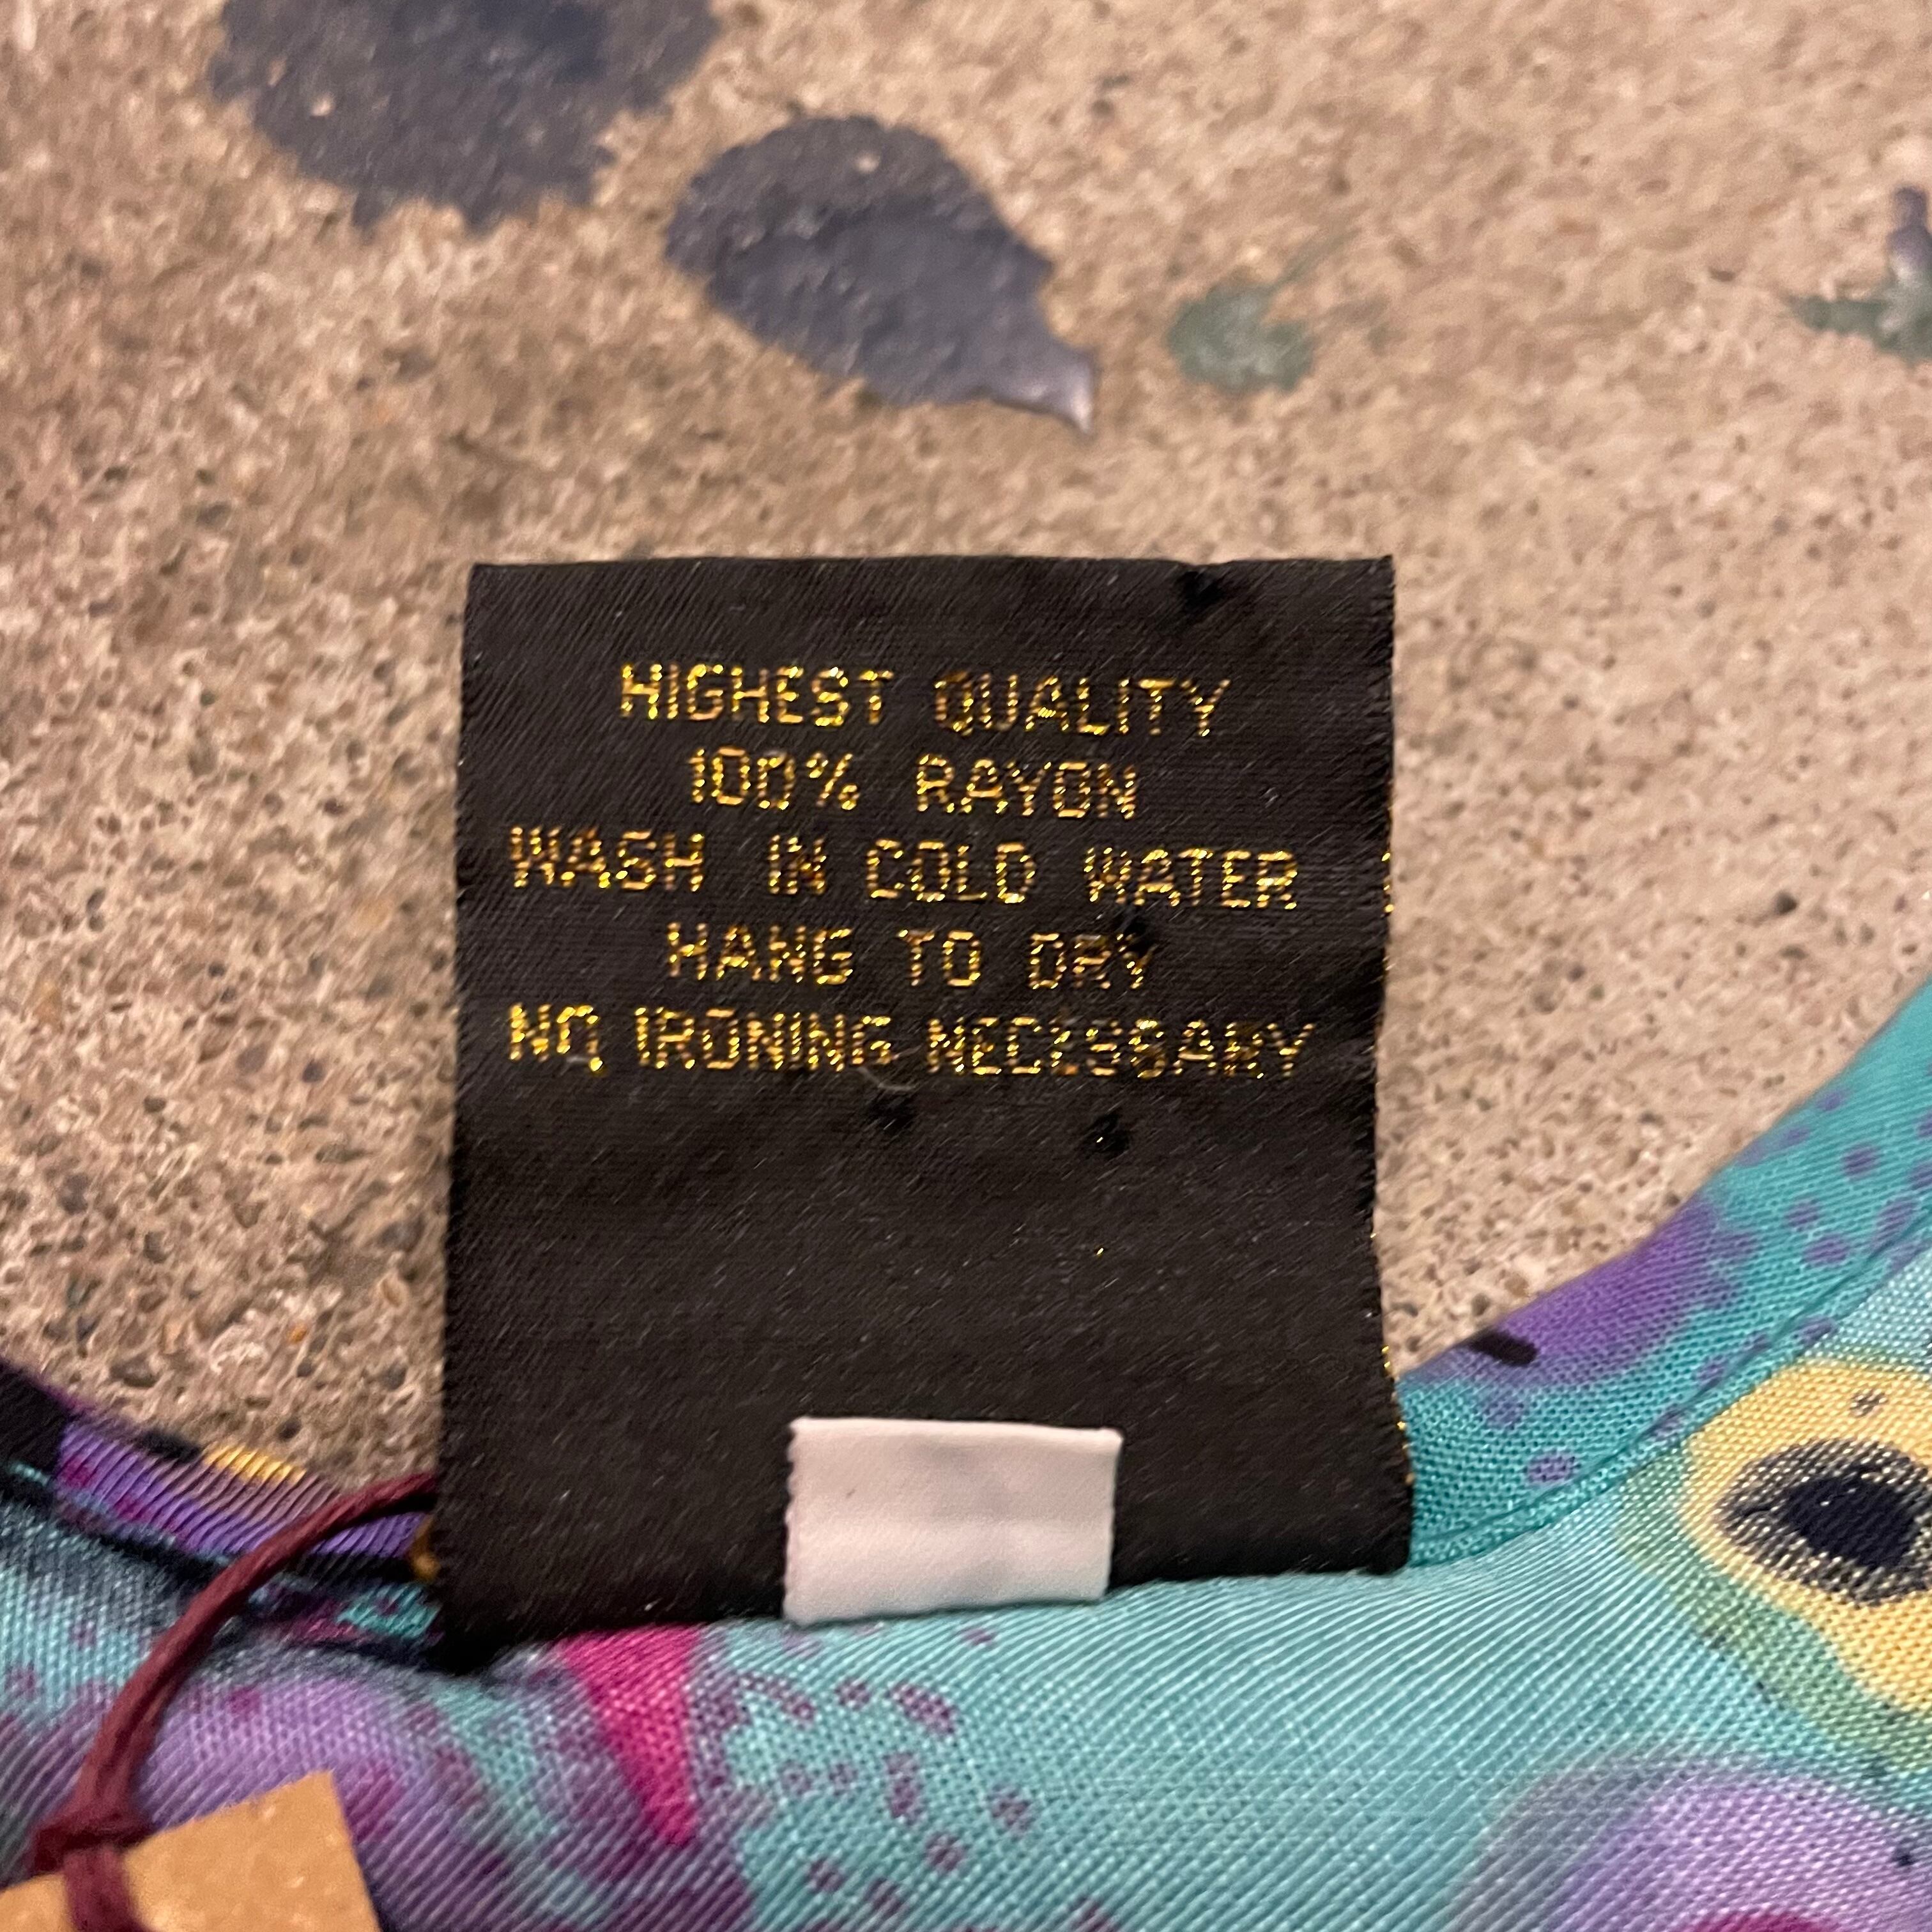 HIGHEST QUALITY
100% RAYON
WASH IN COLD WATER
HANG TO DRY
NO IRONING NECESSARY